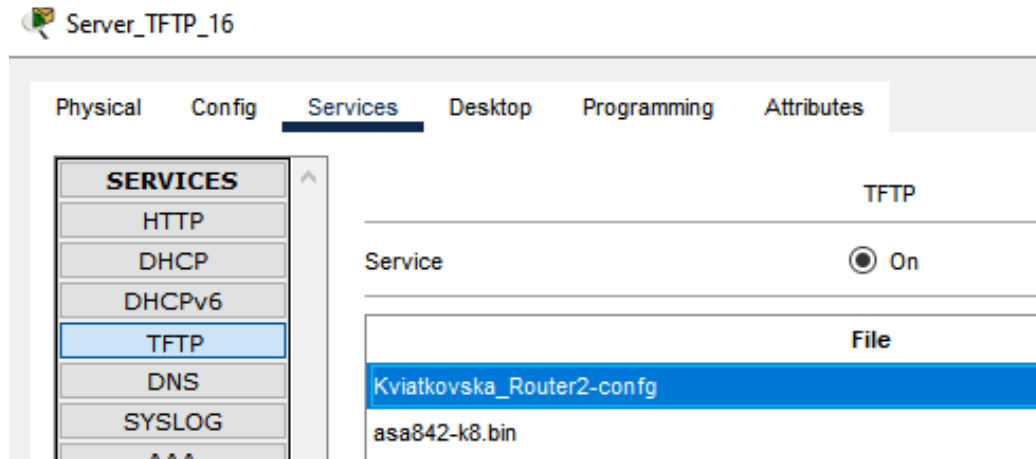 Server_TFTP_16
Physical Config Services Desktop Programming Attributes
SERVICES
HTTP
DHCP
DHCPv6
TFTP
DNS
SYSLOG
AAA
TFTP
Service On
File
Kviatkovska_Router2-confg
asa842-k8.bin